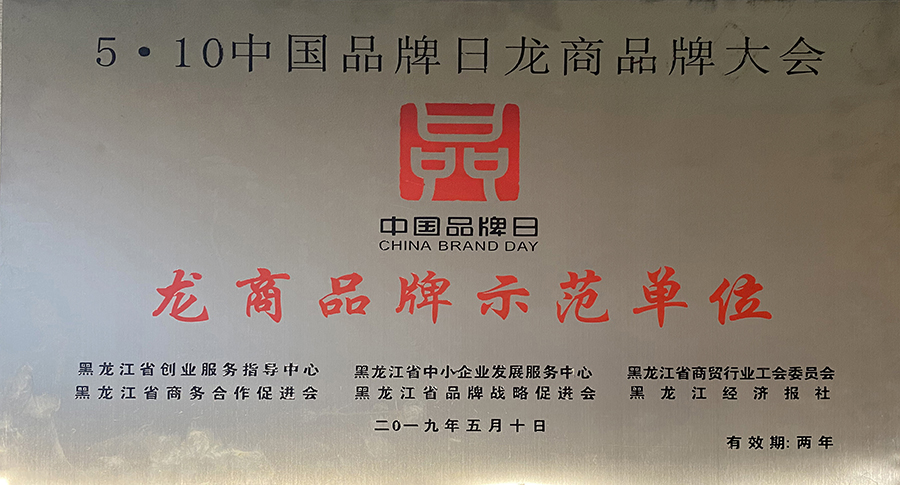 5·10中国品牌日龙商品牌大会
品
中国品牌日
CHINA BRAND DAY
龙商品牌示范单位
黑龙江省创业服务指导中心 黑龙江省中小企业发展服务中心 黑龙江省商贸行业工会委员会
黑龙江省商务合作促进会 黑龙江省品牌战略促进会 黑龙江经济报社
二0一九年五月十日
有效期:两年